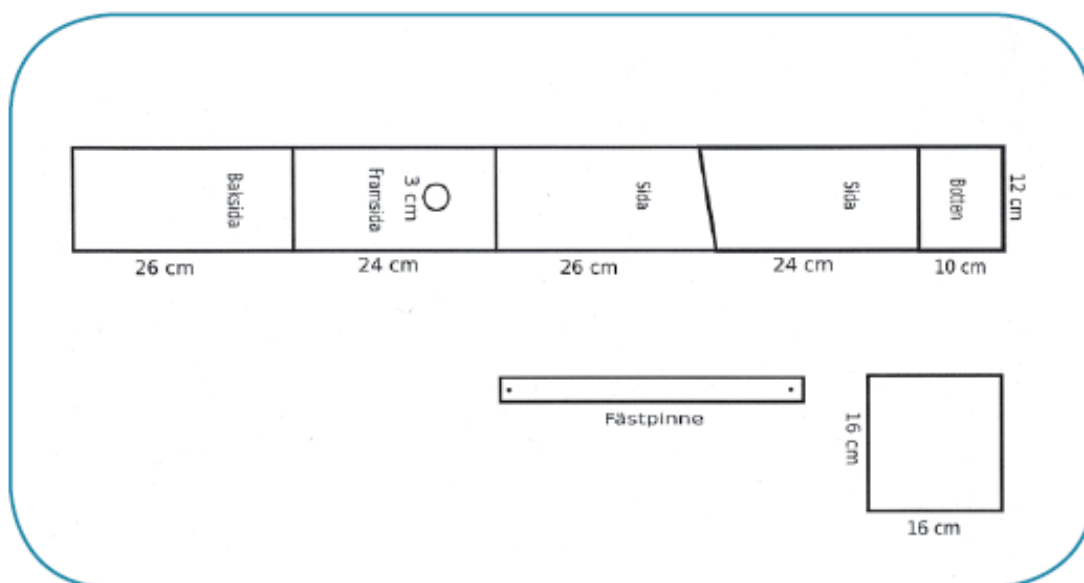 Baksida
Framsida
3 cm
Sida
Sida
Botten
12 cm
26 cm
24 cm
26 cm
24 cm
10 cm
Fästpinne
16 cm
16 cm